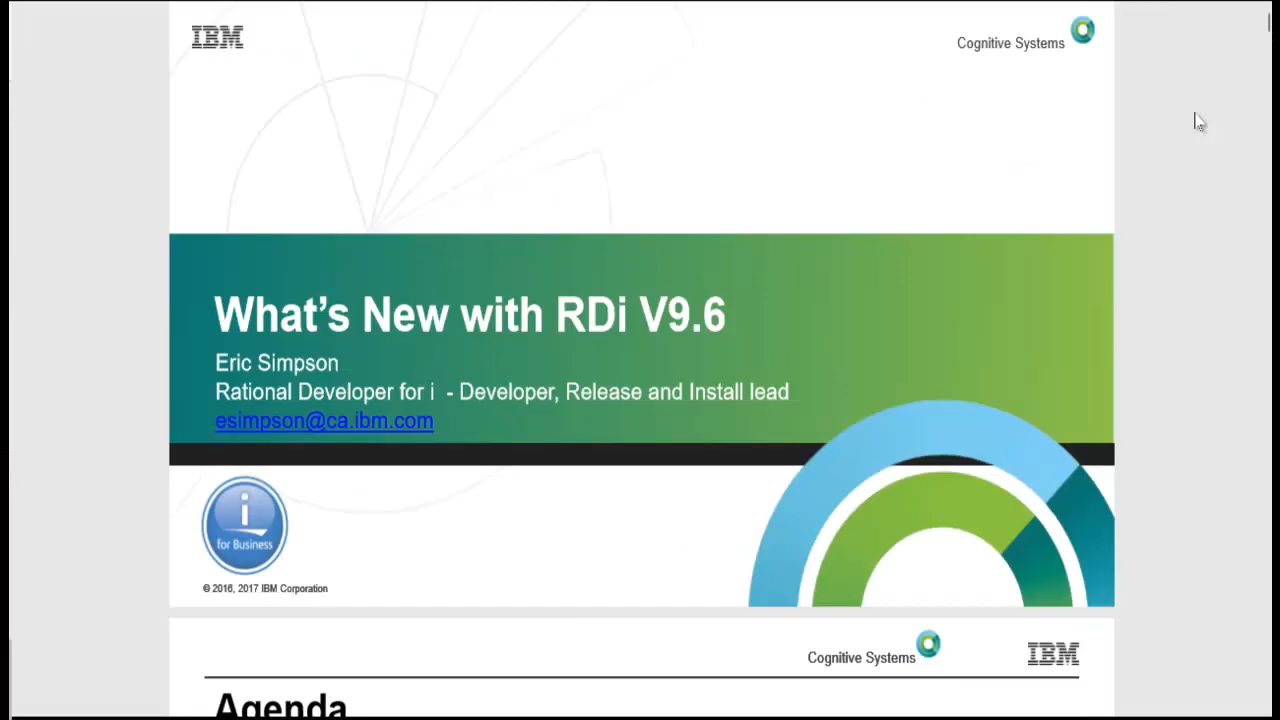 IBM
Cognitive Systems
What's New with RDi V9.6
Eric Simpson
Rational Developer for i - Developer, Release and Install lead
esimpson@ca.ibm.com
i
for Business
© 2016, 2017 IBM Corporation
Cognitive Systems
IBM
Agenda